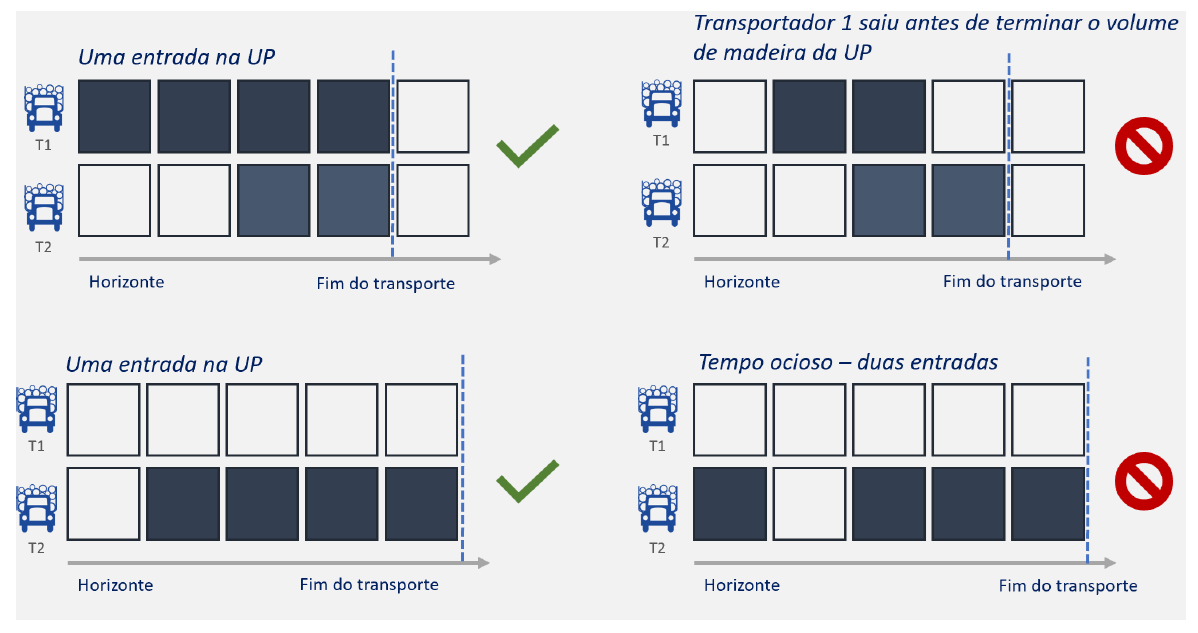 Uma entrada na UP
T1
T2
Horizonte
Fim do transporte
Transportador 1 saiu antes de terminar o volume
de madeira da UP
T1
T2
Horizonte
Fim do transporte
Uma entrada na UP
T1
T2
Horizonte
Fim do transporte
Tempo ocioso – duas entradas
T1
T2
Horizonte
Fim do transporte